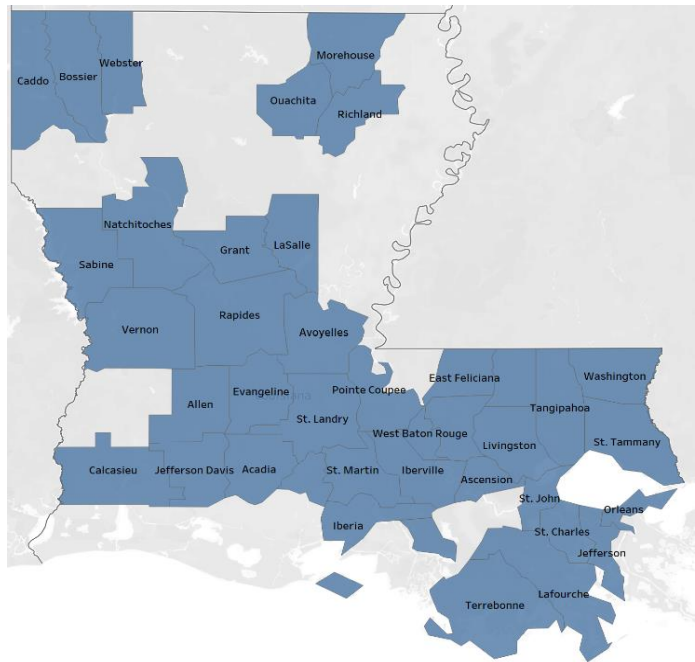 Webster
Morehouse
Caddo
Bossier
Ouachita
Richland
Natchitoches
Grant
LaSalle
Sabine
Rapides
Vernon
Avoyelles
East Feliciana
Washington
Evangeline
Pointe Coupee
Allen
Tangipahoa
St. Landry
West Baton Rouge
Livingston
St. Tammany
Calcasieu
Jefferson Davis
Acadia
St. Martin
Iberville
Ascension
St. John
Orleans
Iberia
St. Charles
Jefferson
Lafourche
Terrebonne